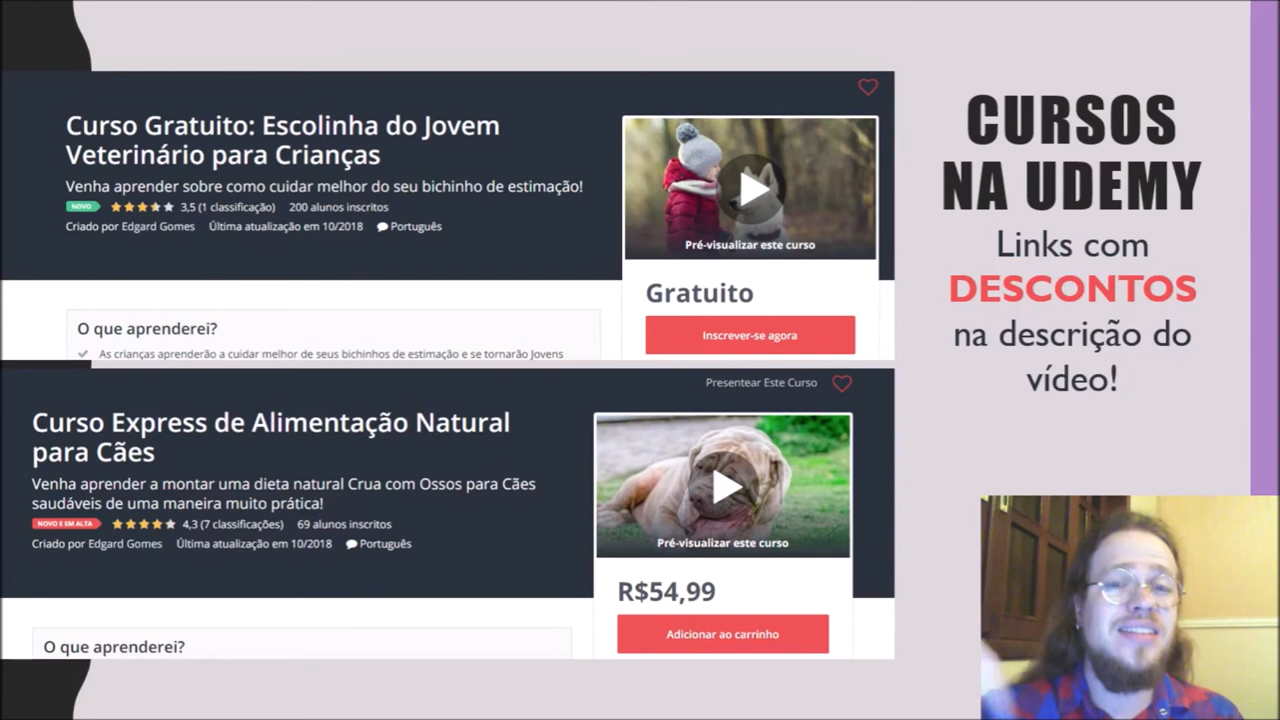 Curso Gratuito: Escolinha do Jovem
Veterinário para Crianças
Venha aprender sobre como cuidar melhor do seu bichinho de estimação!
NOVO 3,5 (1 classificação) 200 alunos inscritos
Criado por Edgard Gomes Última atualização em 10/2018 Português
Pré-visualizar este curso
Gratuito
Inscrever-se agora
O que aprenderei?
As crianças aprenderão a cuidar melhor de seus bichinhos de estimação e se tornarão Jovens
Presentear Este Curso
Curso Express de Alimentação Natural
para Cães
Venha aprender a montar uma dieta natural Crua com Ossos para Cães
saudáveis de uma maneira muito prática!
NOVO E EM ALTA 4,3 (7 classificações) 69 alunos inscritos
Criado por Edgard Gomes Última atualização em 10/2018 Português
Pré-visualizar este curso
R$54,99
Adicionar ao carrinho
O que aprenderei?
CURSOS
NA UDEMY
Links com
DESCONTOS
na descrição do
vídeo!